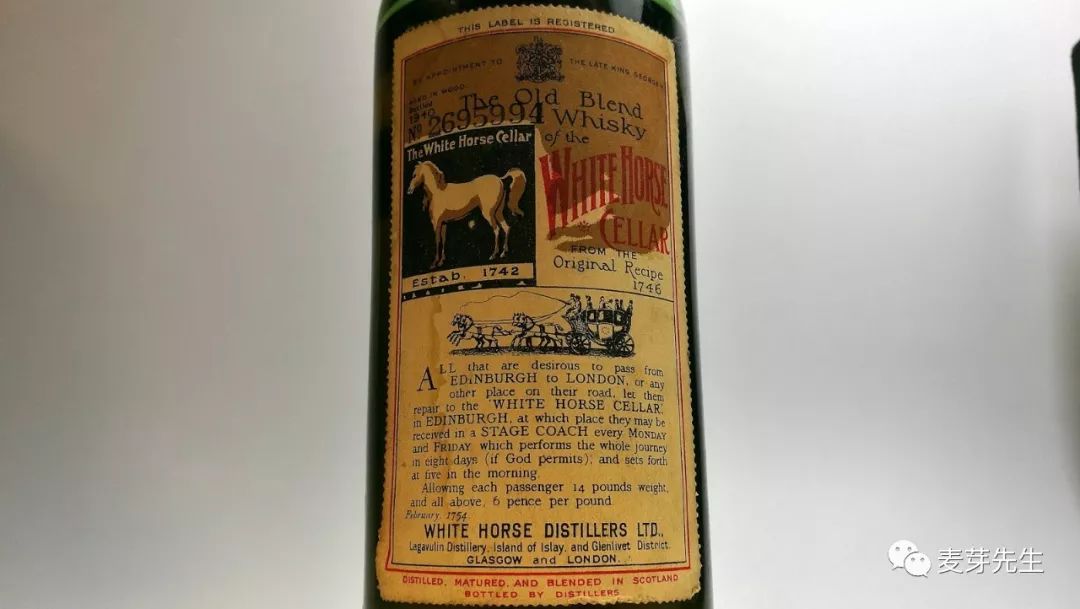 THIS LABEL IS REGISTERED
BY APPOINTMENT TO THE LATE KING GEORGE V
AGED IN WOOD.
Bottled
1940
The Old Blend
No 2695994 Whisky
of the
The White Horse Cellar
WHITE HORSE
CELLAR
FROM THE
Original Recipe
1746
Estab. 1742
ALL that are desirous to pass from
EDINBURGH to LONDON, or any
other place on their road, let them
repair to the 'WHITE HORSE CELLAR'
in EDINBURGH, at which place they may be
received in a STAGE COACH every MONDAY
and FRIDAY which performs the whole journey
in eight days (if God permits); and sets forth
at five in the morning.
Allowing each passenger 14 pounds weight,
and all above, 6 pence per pound.
February, 1754.
WHITE HORSE DISTILLERS LTD.,
Lagavulin Distillery, Island of Islay, and Glenlivet District.
GLASGOW and LONDON.
DISTILLED, MATURED, AND BLENDED IN SCOTLAND
BOTTLED BY DISTILLERS
麦芽先生